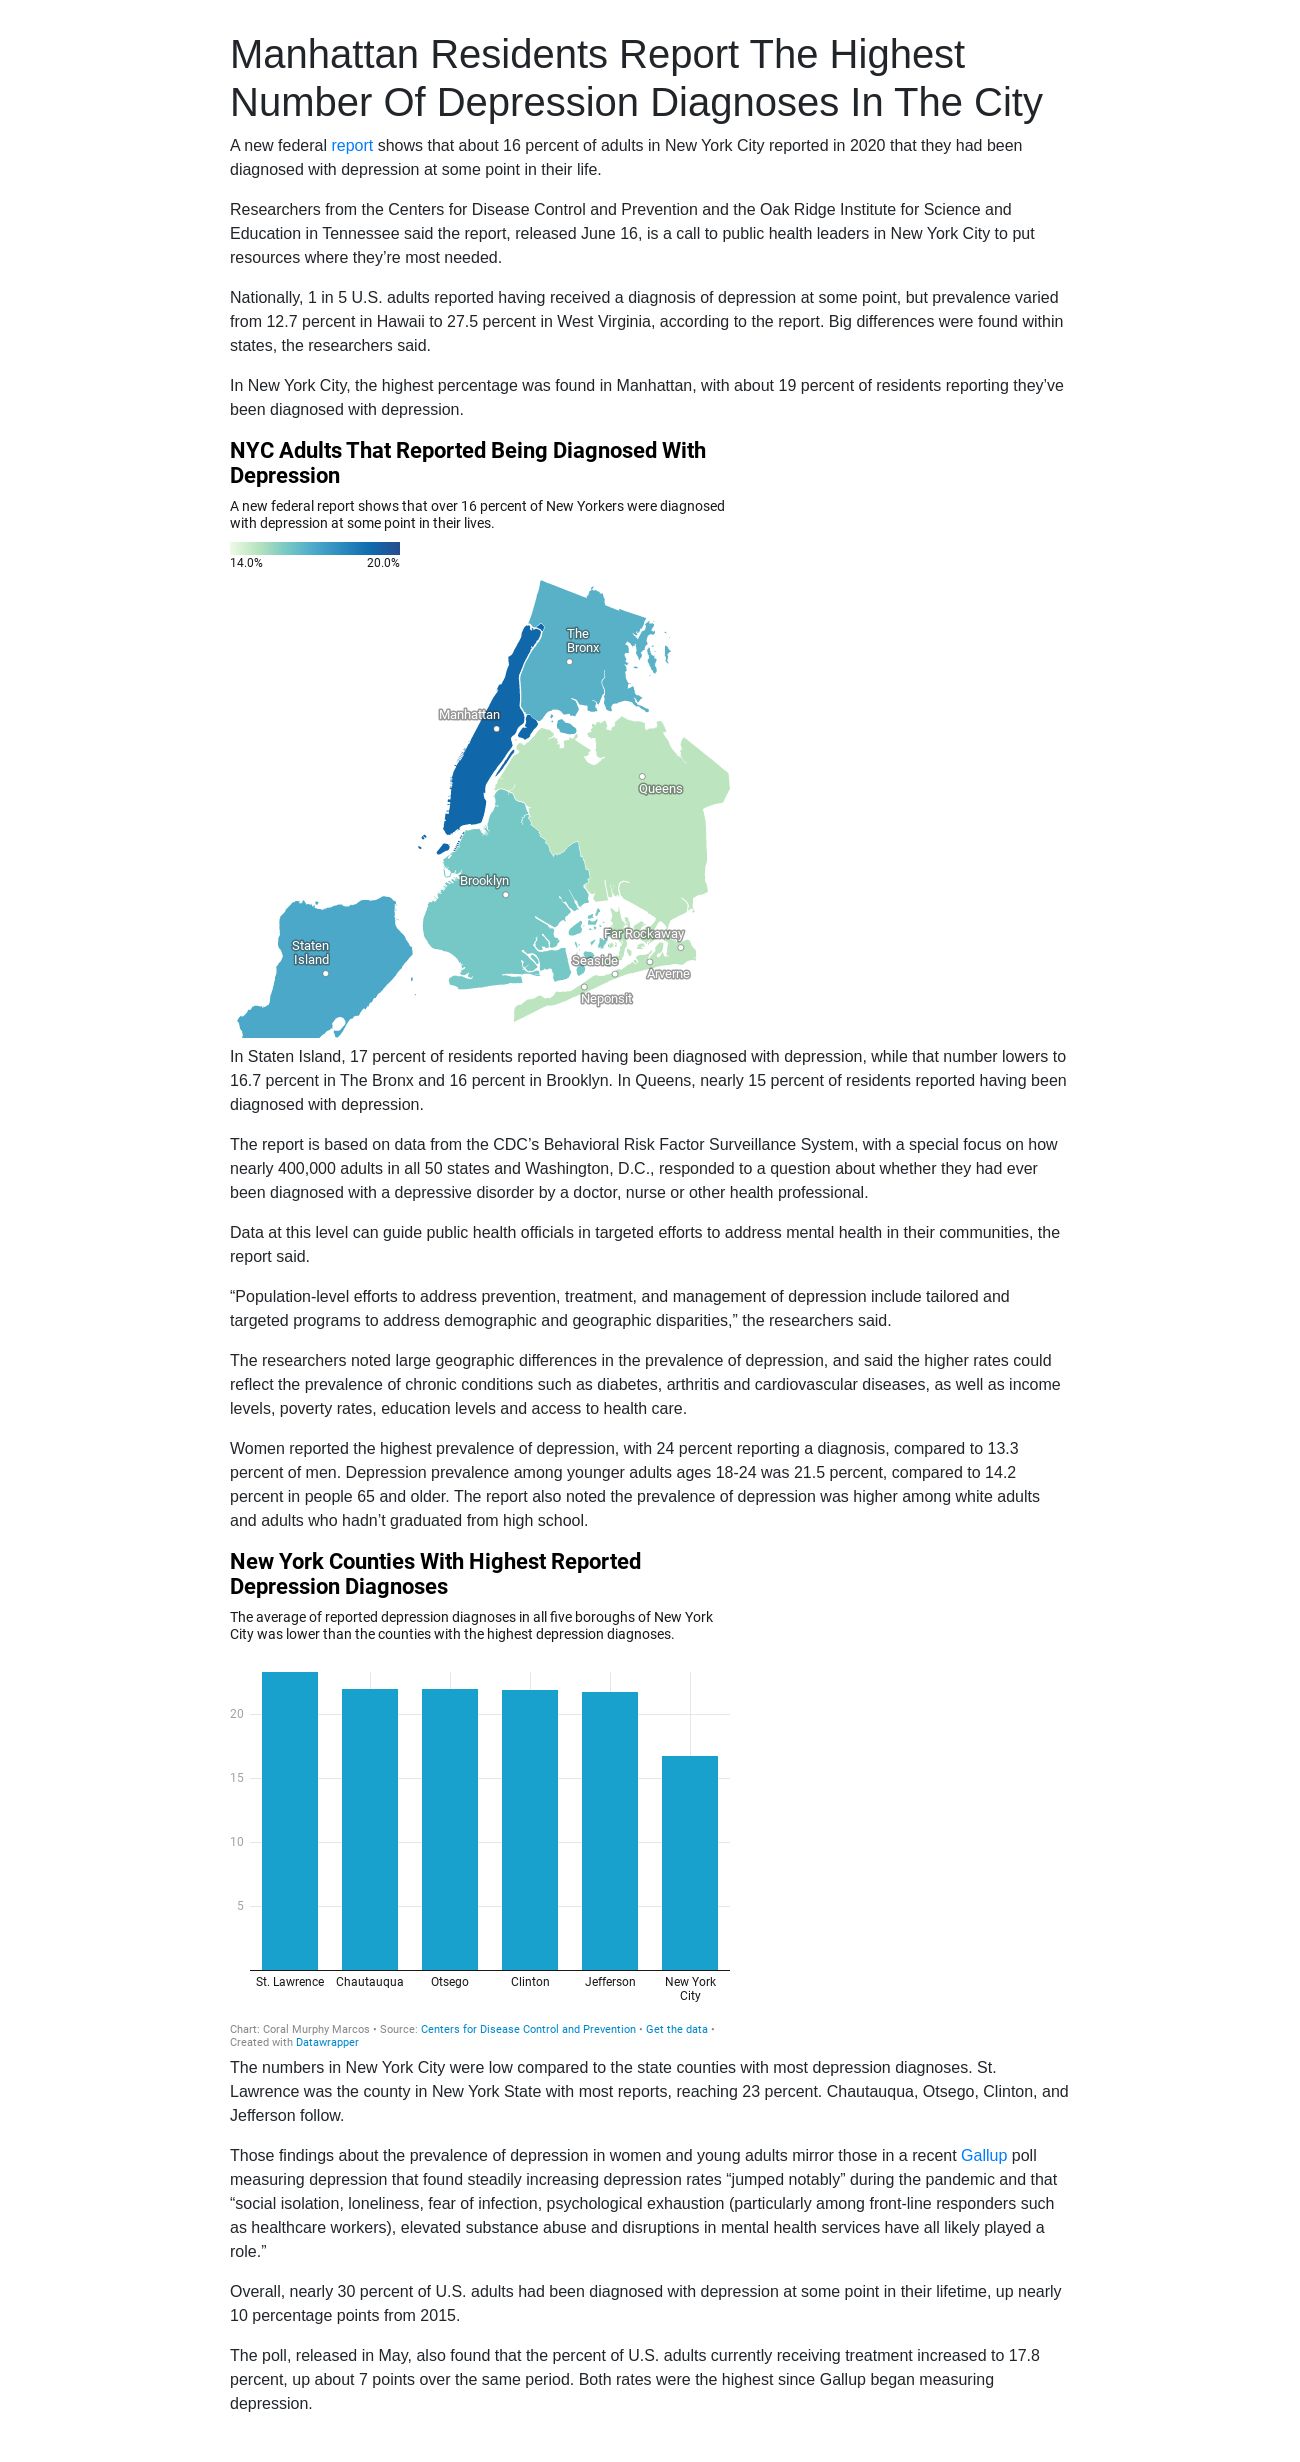 Manhattan Residents Report The Highest
Number Of Depression Diagnoses In The City
A new federal report shows that about 16 percent of adults in New York City reported in 2020 that they had been
diagnosed with depression at some point in their life.
Researchers from the Centers for Disease Control and Prevention and the Oak Ridge Institute for Science and
Education in Tennessee said the report, released June 16, is a call to public health leaders in New York City to put
resources where they’re most needed.
Nationally, 1 in 5 U.S. adults reported having received a diagnosis of depression at some point, but prevalence varied
from 12.7 percent in Hawaii to 27.5 percent in West Virginia, according to the report. Big differences were found within
states, the researchers said.
In New York City, the highest percentage was found in Manhattan, with about 19 percent of residents reporting they’ve
been diagnosed with depression.
NYC Adults That Reported Being Diagnosed With
Depression
A new federal report shows that over 16 percent of New Yorkers were diagnosed
with depression at some point in their lives.
14.0% 20.0%
The
Bronx
Manhattan
Queens
Brooklyn
Far Rockaway
Staten
Island
Seaside
Arverne
Neponsit
In Staten Island, 17 percent of residents reported having been diagnosed with depression, while that number lowers to
16.7 percent in The Bronx and 16 percent in Brooklyn. In Queens, nearly 15 percent of residents reported having been
diagnosed with depression.
The report is based on data from the CDC’s Behavioral Risk Factor Surveillance System, with a special focus on how
nearly 400,000 adults in all 50 states and Washington, D.C., responded to a question about whether they had ever
been diagnosed with a depressive disorder by a doctor, nurse or other health professional.
Data at this level can guide public health officials in targeted efforts to address mental health in their communities, the
report said.
“Population-level efforts to address prevention, treatment, and management of depression include tailored and
targeted programs to address demographic and geographic disparities,” the researchers said.
The researchers noted large geographic differences in the prevalence of depression, and said the higher rates could
reflect the prevalence of chronic conditions such as diabetes, arthritis and cardiovascular diseases, as well as income
levels, poverty rates, education levels and access to health care.
Women reported the highest prevalence of depression, with 24 percent reporting a diagnosis, compared to 13.3
percent of men. Depression prevalence among younger adults ages 18-24 was 21.5 percent, compared to 14.2
percent in people 65 and older. The report also noted the prevalence of depression was higher among white adults
and adults who hadn’t graduated from high school.
New York Counties With Highest Reported
Depression Diagnoses
The average of reported depression diagnoses in all five boroughs of New York
City was lower than the counties with the highest depression diagnoses.
20
15
10
5
St. Lawrence Chautauqua Otsego Clinton Jefferson New York
City
Chart: Coral Murphy Marcos • Source: Centers for Disease Control and Prevention • Get the data •
Created with Datawrapper
The numbers in New York City were low compared to the state counties with most depression diagnoses. St.
Lawrence was the county in New York State with most reports, reaching 23 percent. Chautauqua, Otsego, Clinton, and
Jefferson follow.
Those findings about the prevalence of depression in women and young adults mirror those in a recent Gallup poll
measuring depression that found steadily increasing depression rates “jumped notably” during the pandemic and that
“social isolation, loneliness, fear of infection, psychological exhaustion (particularly among front-line responders such
as healthcare workers), elevated substance abuse and disruptions in mental health services have all likely played a
role.”
Overall, nearly 30 percent of U.S. adults had been diagnosed with depression at some point in their lifetime, up nearly
10 percentage points from 2015.
The poll, released in May, also found that the percent of U.S. adults currently receiving treatment increased to 17.8
percent, up about 7 points over the same period. Both rates were the highest since Gallup began measuring
depression.